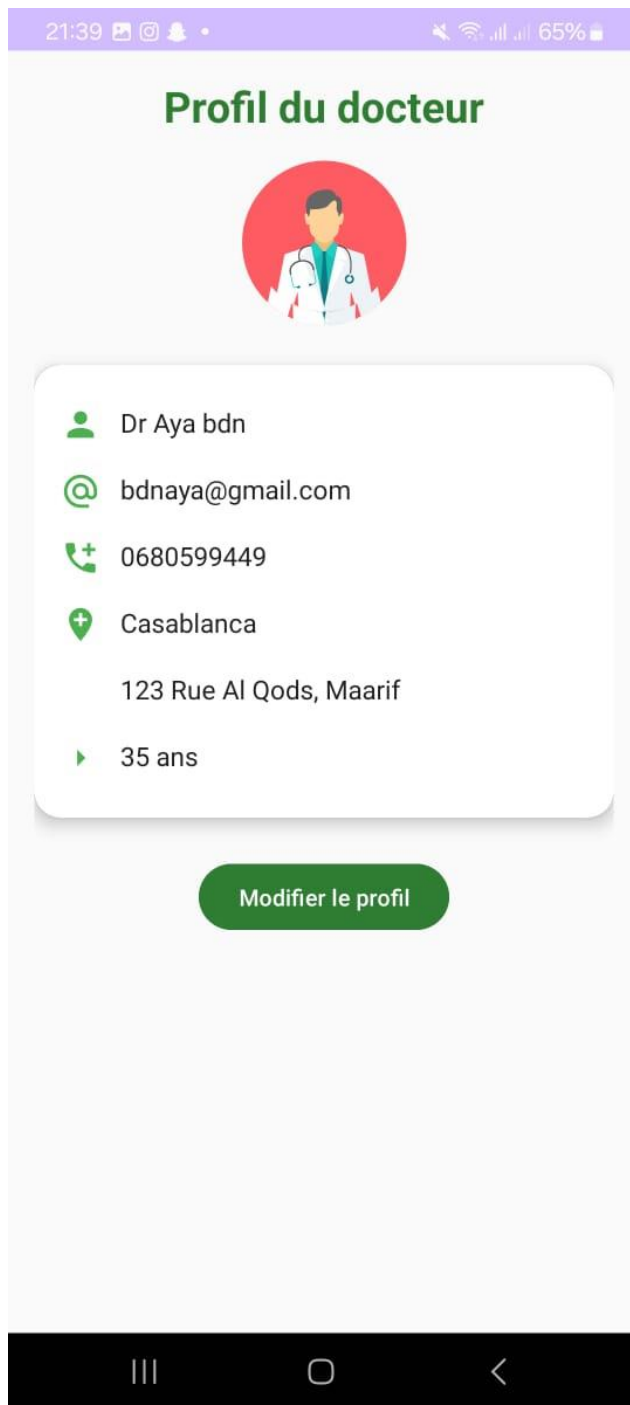 21:39
65%
Profil du docteur
Dr Aya bdn
bdnaya@gmail.com
0680599449
Casablanca
123 Rue Al Qods, Maarif
35 ans
Modifier le profil